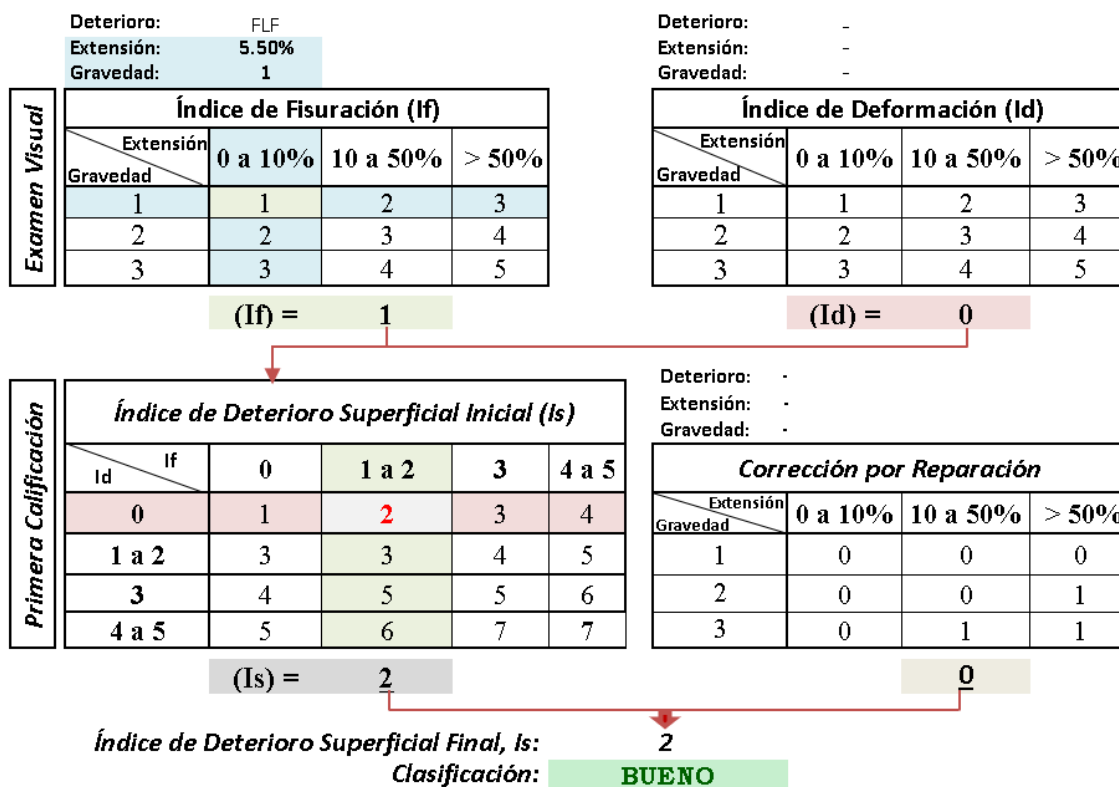 Deterioro: FLF
Extensión: 5.50%
Gravedad: 1
Deterioro: -
Extensión: -
Gravedad: -
Examen Visual
Índice de Fisuración (If)
Extensión
Gravedad
0 a 10% 10 a 50% > 50%
1 1 2 3
2 2 3 4
3 3 4 5
(If) = 1
Índice de Deformación (Id)
Extensión
Gravedad
0 a 10% 10 a 50% > 50%
1 1 2 3
2 2 3 4
3 3 4 5
(Id) = 0
Primera Calificación
Índice de Deterioro Superficial Inicial (Is)
If
Id
0 1 a 2 3 4 a 5
0 1 2 3 4
1 a 2 3 3 4 5
3 4 5 5 6
4 a 5 5 6 7 7
(Is) = 2
Deterioro: -
Extensión: -
Gravedad: -
Corrección por Reparación
Extensión
Gravedad
0 a 10% 10 a 50% > 50%
1 0 0 0
2 0 0 1
3 0 1 1
0
Índice de Deterioro Superficial Final, Is: 2
Clasificación: BUENO